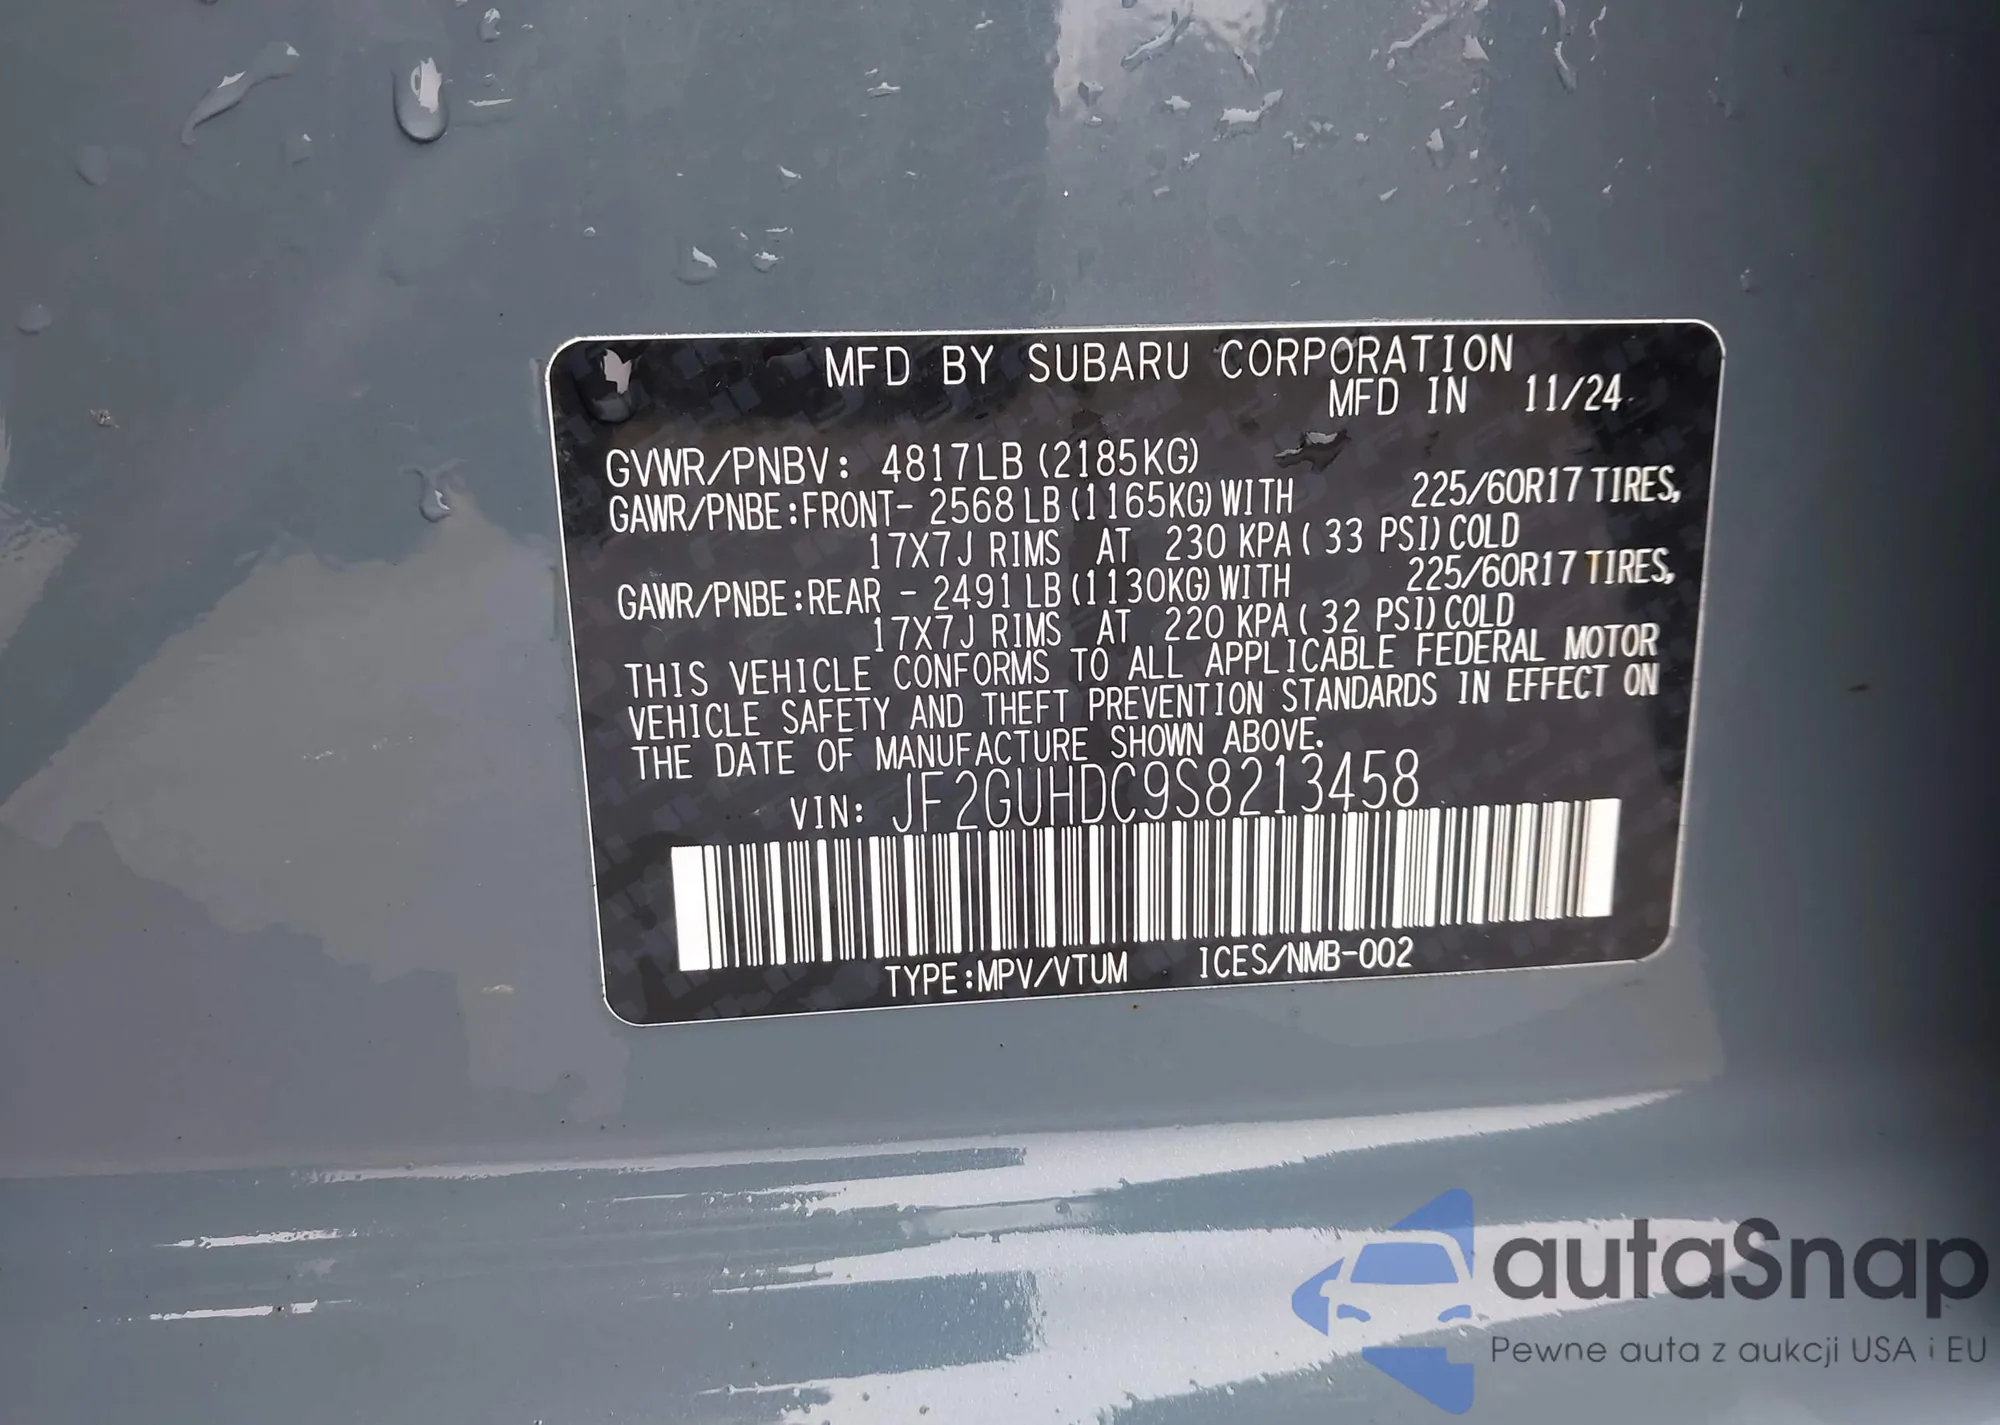 MFD BY SUBARU CORPORATION
MFD IN 11/24
GVWR/PNBV: 4817LB (2185KG)
GAWR/PNBE:FRONT- 2568 LB (1165KG) WITH 225/60R17 TIRES,
17X7J RIMS AT 230 KPA ( 33 PSI) COLD
GAWR/PNBE:REAR - 2491 LB (1130KG) WITH 225/60R17 TIRES,
17X7J RIMS AT 220 KPA ( 32 PSI) COLD
THIS VEHICLE CONFORMS TO ALL APPLICABLE FEDERAL MOTOR
VEHICLE SAFETY AND THEFT PREVENTION STANDARDS IN EFFECT ON
THE DATE OF MANUFACTURE SHOWN ABOVE.
VIN: JF2GUHDC9S8213458
TYPE:MPV/VTUM ICES/NMB-002
autaSnap
Pewne auta z aukcji USA i EU